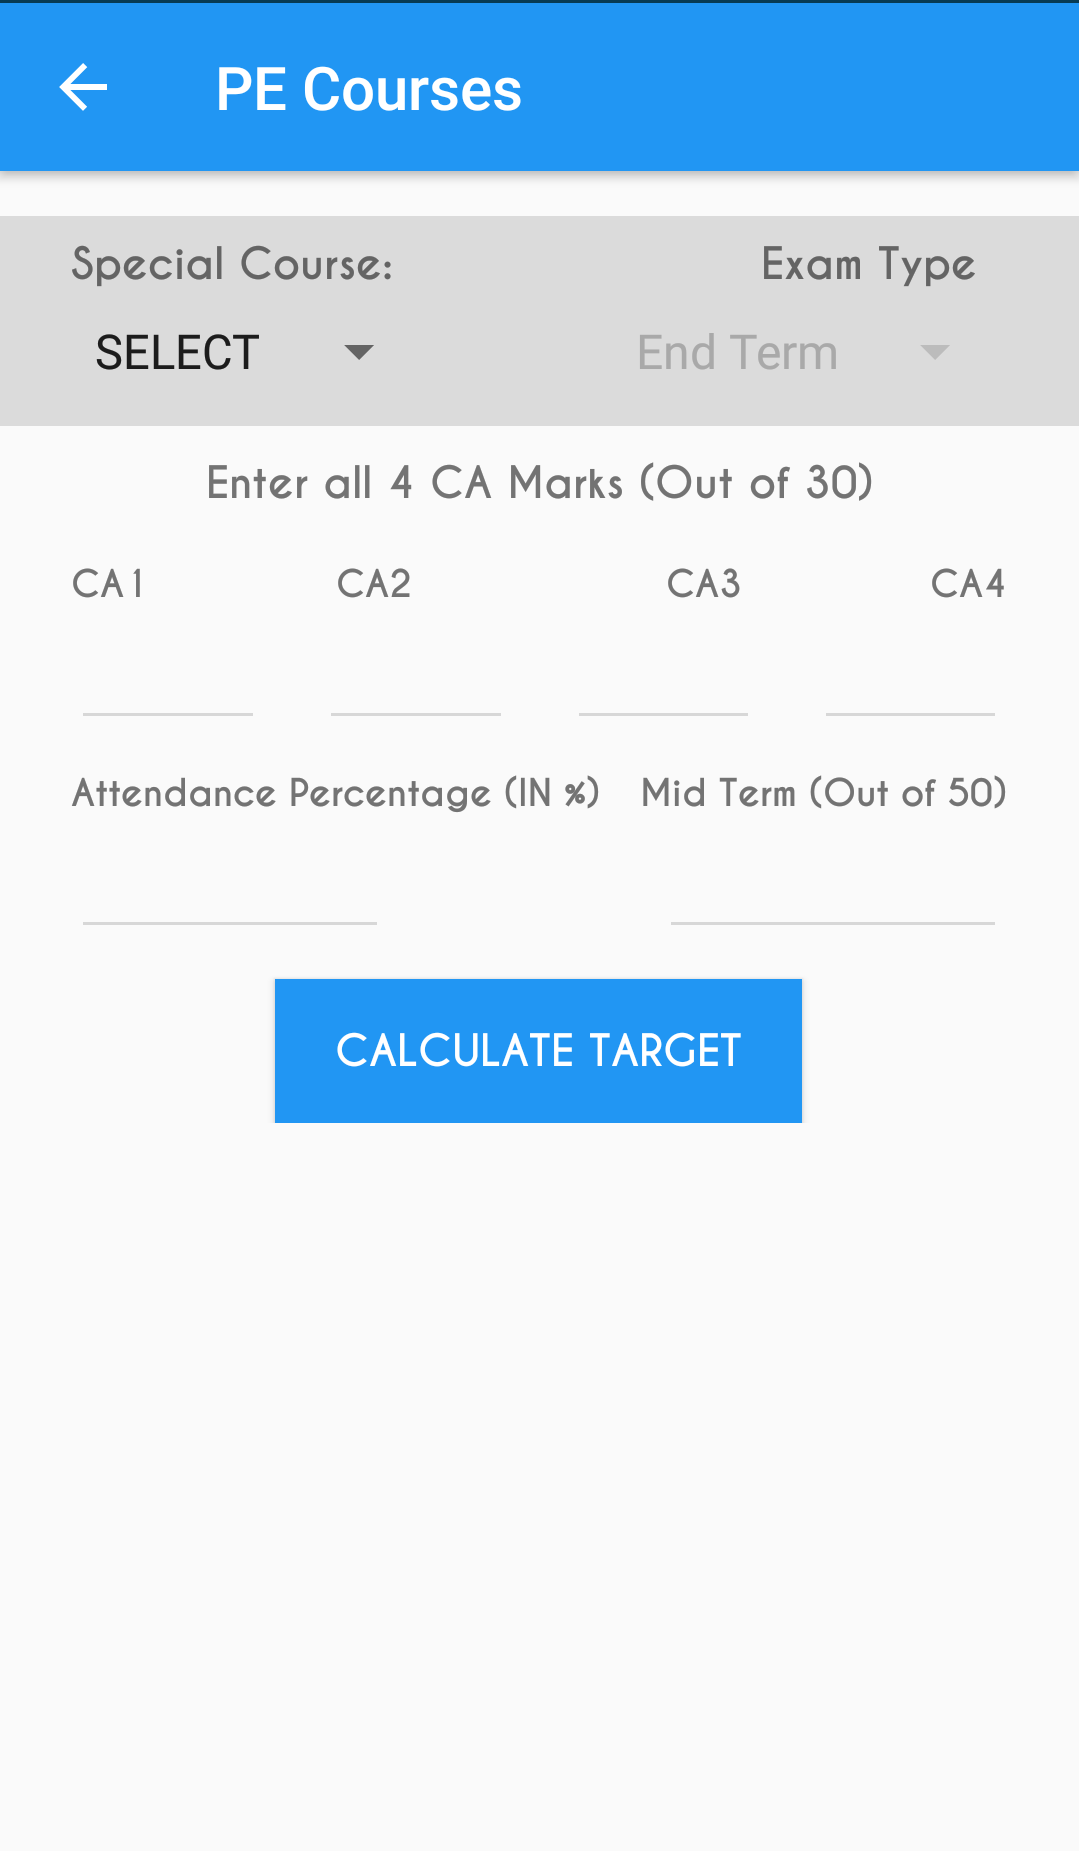 PE Courses
Special Course: Exam Type
SELECT End Term
Enter all 4 CA Marks (Out of 30)
CA1 CA2 CA3 CA4
Attendance Percentage (IN %) Mid Term (Out of 50)
CALCULATE TARGET